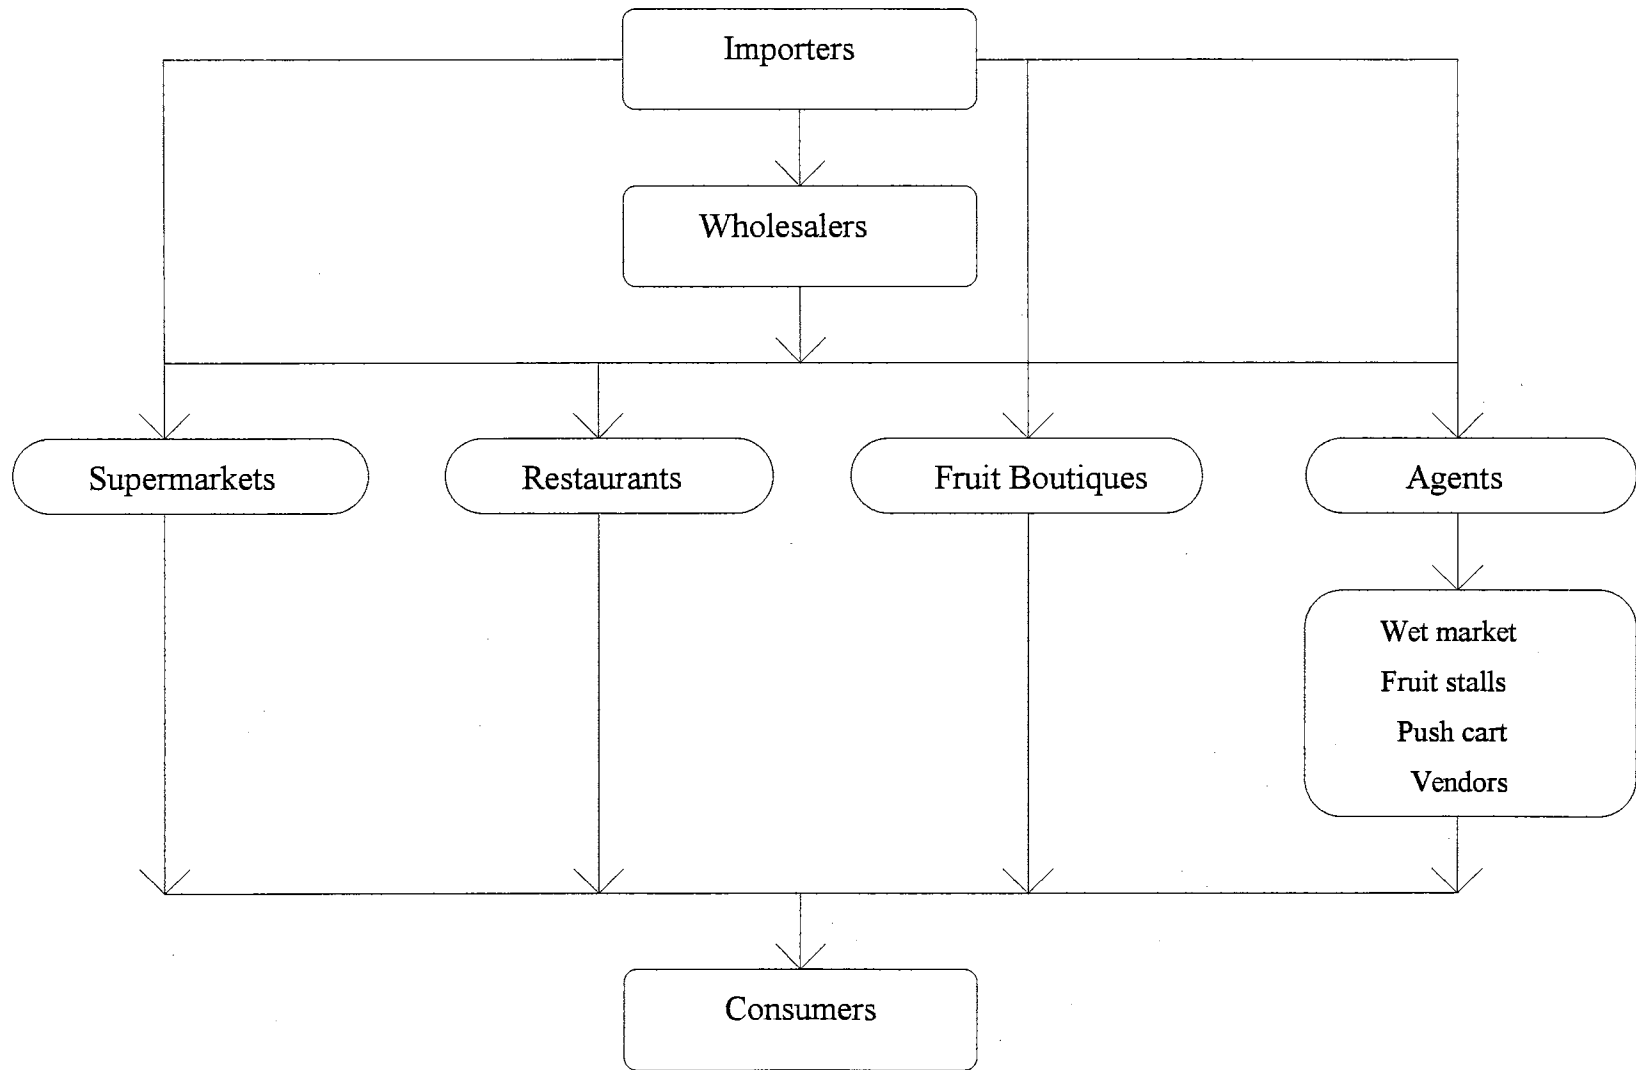 Importers
Wholesalers
Supermarkets
Restaurants
Fruit Boutiques
Agents
Wet market
Fruit stalls
Push cart
Vendors
Consumers